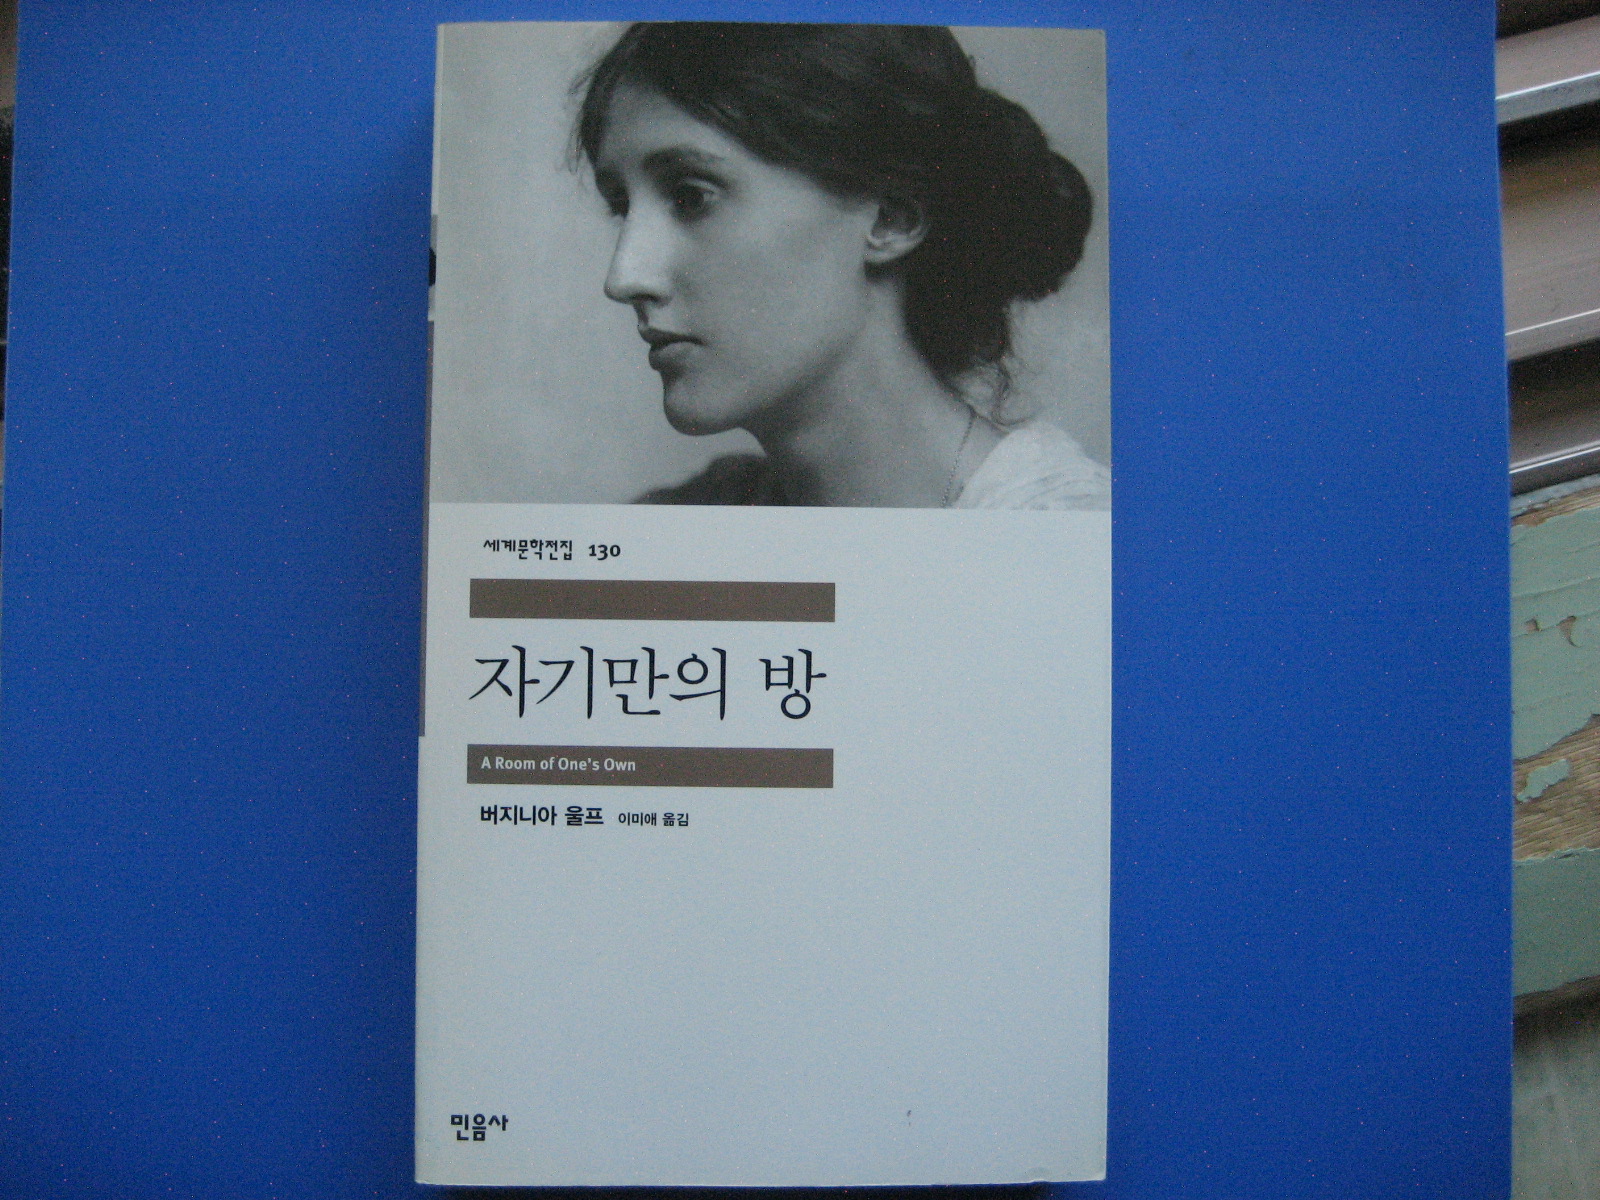 세계문학전집 130
자기만의 방
A Room of One's Own
버지니아 울프 이미애 옮김
민음사